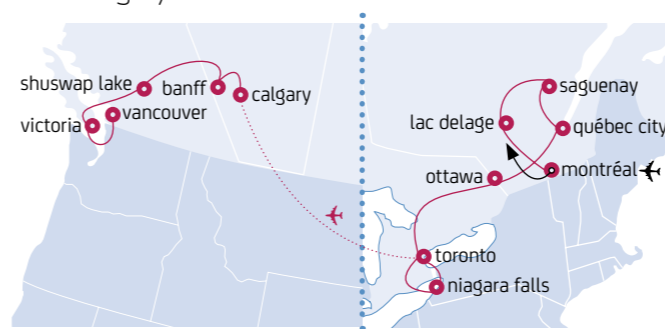 shuswap lake
banff
calgary
vancouver
victoria
saguenay
lac delage
québec city
ottawa
montréal
toronto
niagara falls